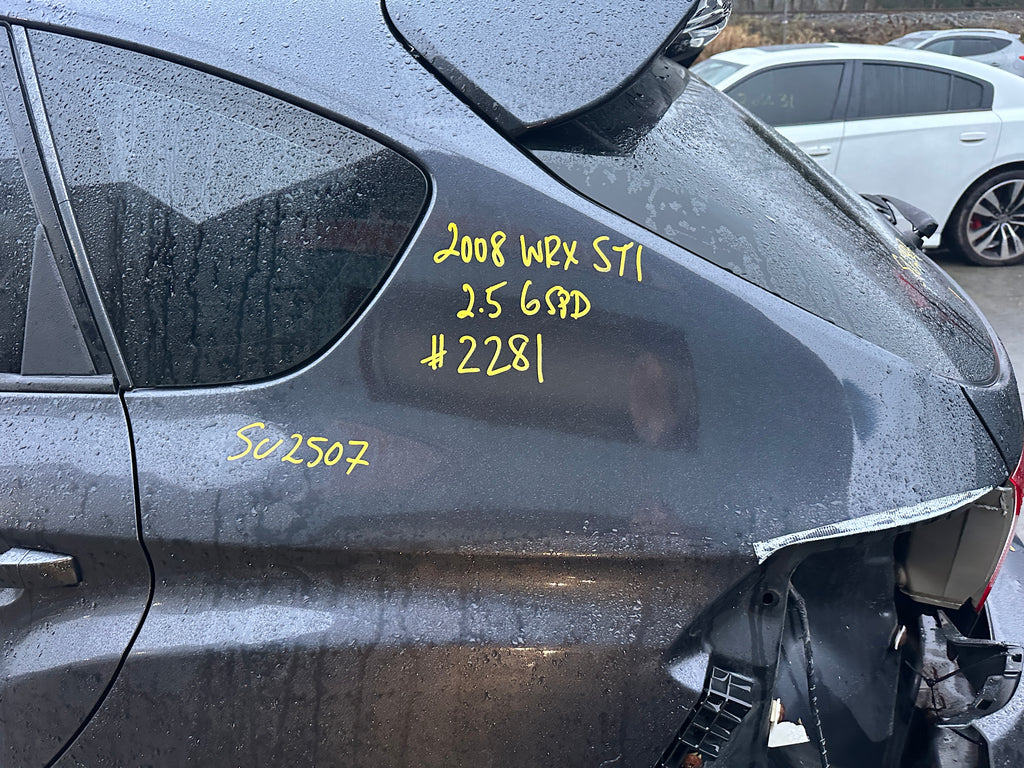 2008 WRX STI
2.5 6SPD
#2281
SU2507